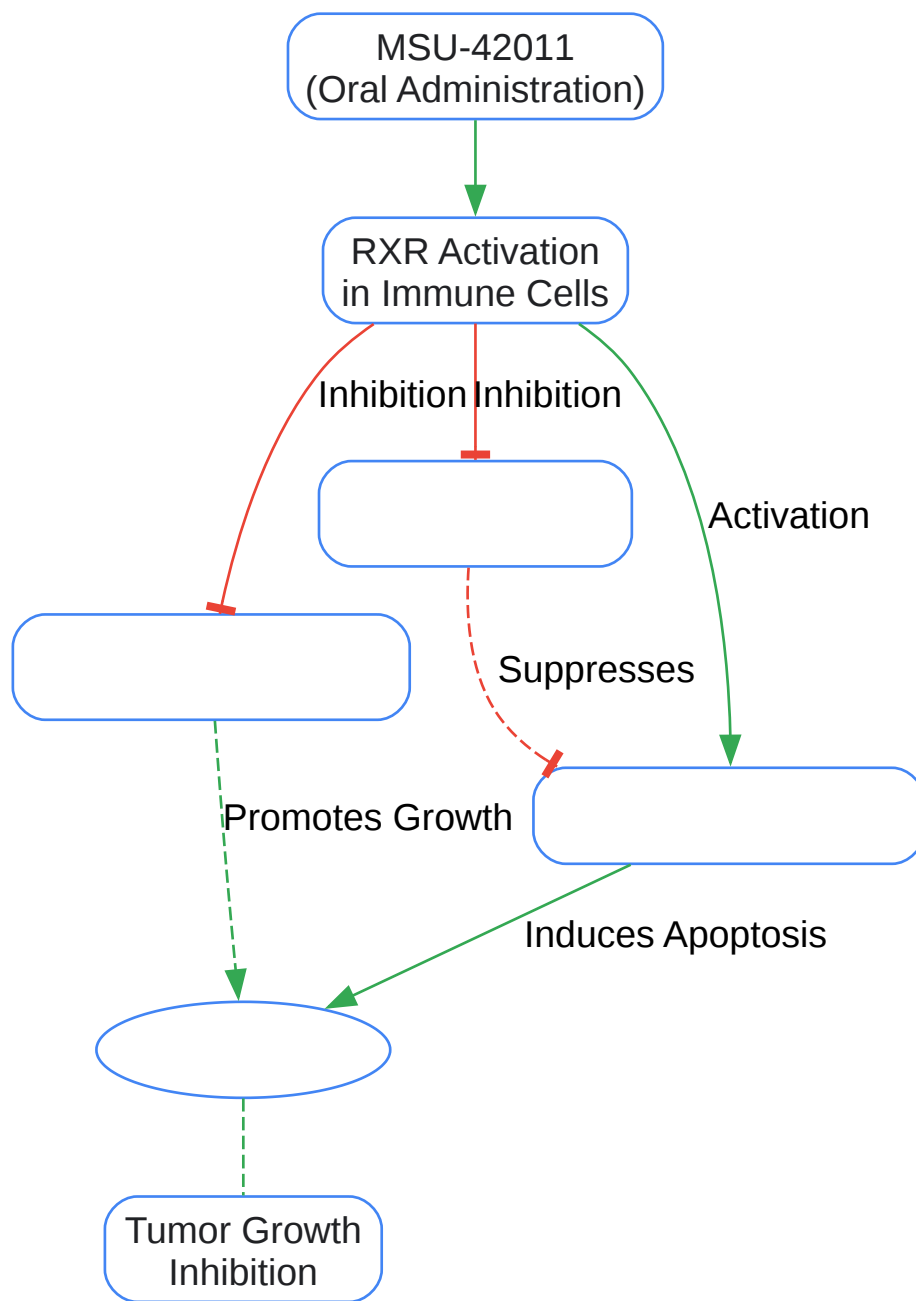 MSU-42011
(Oral Administration)
RXR Activation
in Immune Cells
Inhibition
Inhibition
Activation
Suppresses
Promotes Growth
Induces Apoptosis
Tumor Growth
Inhibition